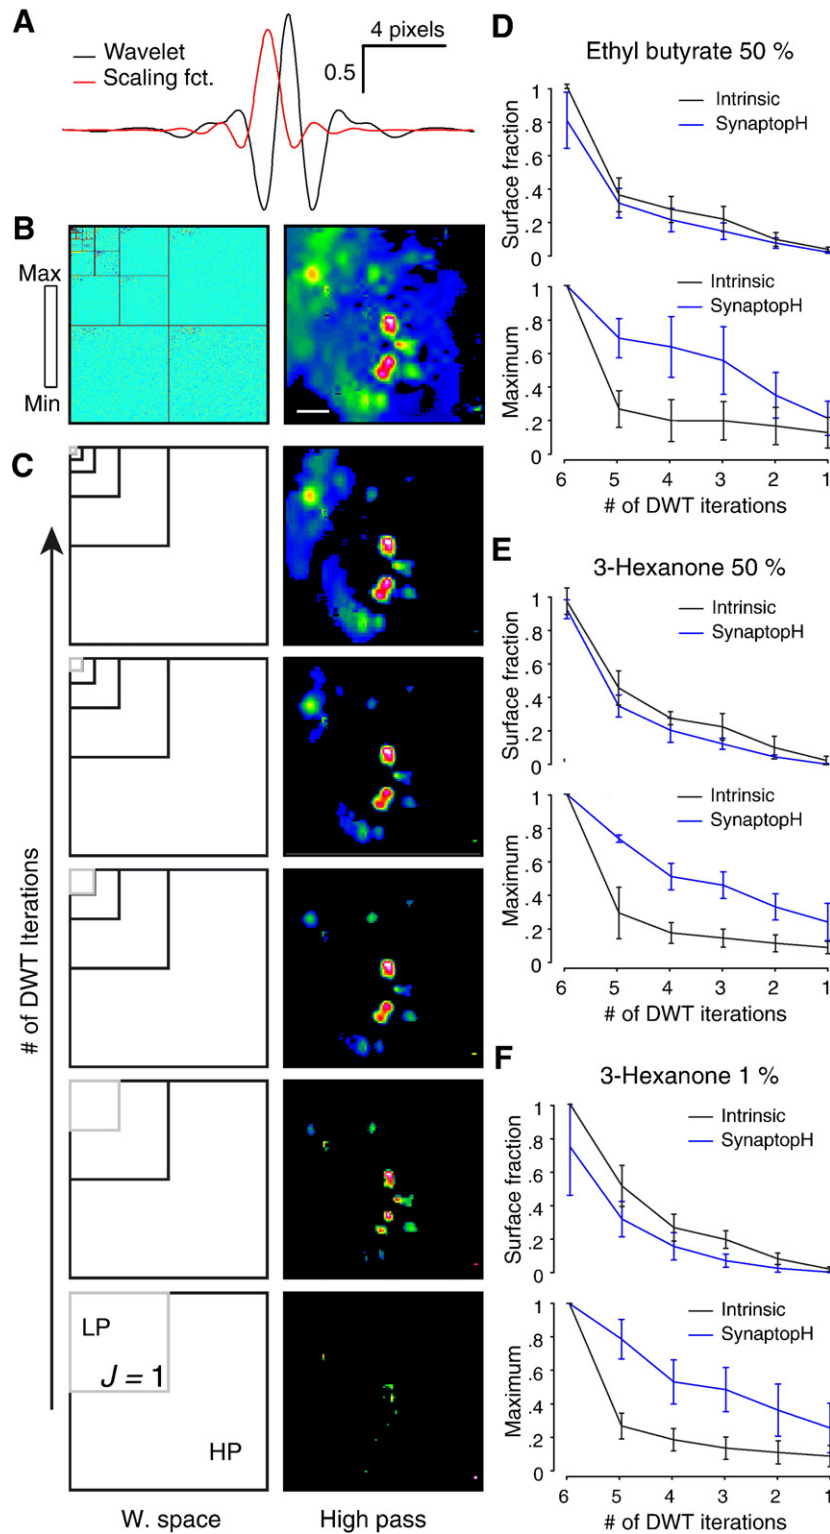 A
Wavelet
Scaling fct.
4 pixels
0.5
B
Max
Min
C
# of DWT Iterations
LP
J = 1
HP
W. space
High pass
D
Ethyl butyrate 50 %
Surface fraction
1
.8
.6
.4
.2
0
Intrinsic
SynaptopH
Maximum
1
.8
.6
.4
.2
0
Intrinsic
SynaptopH
6 5 4 3 2 1
# of DWT iterations
E
3-Hexanone 50 %
Surface fraction
1
.8
.6
.4
.2
0
Intrinsic
SynaptopH
Maximum
1
.8
.6
.4
.2
0
Intrinsic
SynaptopH
6 5 4 3 2 1
# of DWT iterations
F
3-Hexanone 1 %
Surface fraction
1
.8
.6
.4
.2
0
Intrinsic
SynaptopH
Maximum
1
.8
.6
.4
.2
0
Intrinsic
SynaptopH
6 5 4 3 2 1
# of DWT iterations